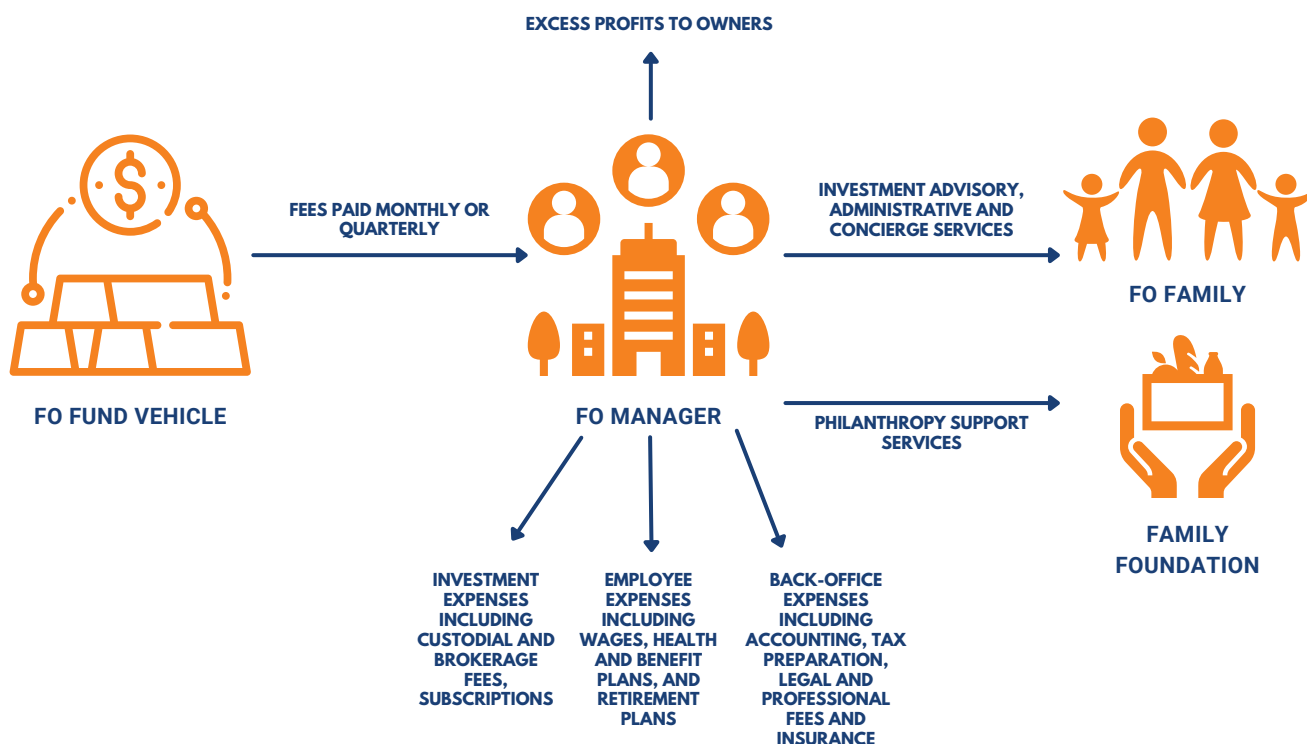 EXCESS PROFITS TO OWNERS
FEES PAID MONTHLY OR
QUARTERLY
INVESTMENT ADVISORY,
ADMINISTRATIVE AND
CONCIERGE SERVICES
FO FAMILY
FO FUND VEHICLE
FO MANAGER
PHILANTHROPY SUPPORT
SERVICES
FAMILY
FOUNDATION
INVESTMENT
EXPENSES
INCLUDING
CUSTODIAL AND
BROKERAGE
FEES,
SUBSCRIPTIONS
EMPLOYEE
EXPENSES
INCLUDING
WAGES, HEALTH
AND BENEFIT
PLANS, AND
RETIREMENT
PLANS
BACK-OFFICE
EXPENSES
INCLUDING
ACCOUNTING, TAX
PREPARATION,
LEGAL AND
PROFESSIONAL
FEES AND
INSURANCE